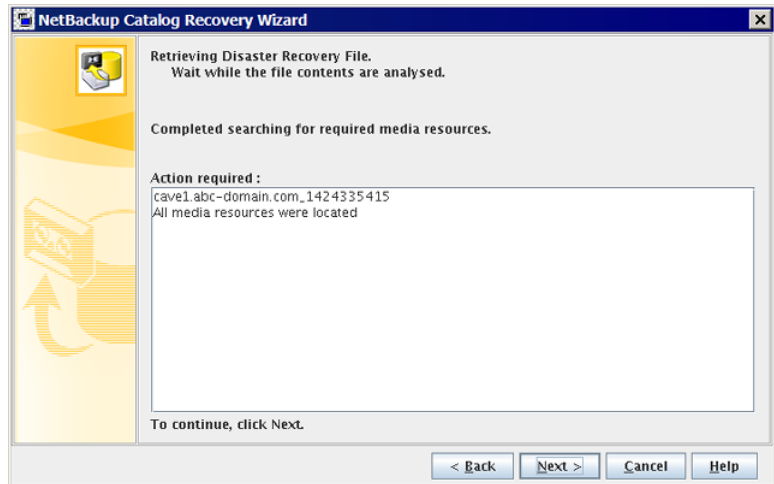 NetBackup Catalog Recovery Wizard
Retrieving Disaster Recovery File.
Wait while the file contents are analysed.
Completed searching for required media resources.
Action required :
cave1.abc-domain.com_1424335415
All media resources were located
To continue, click Next.
< Back Next > Cancel Help